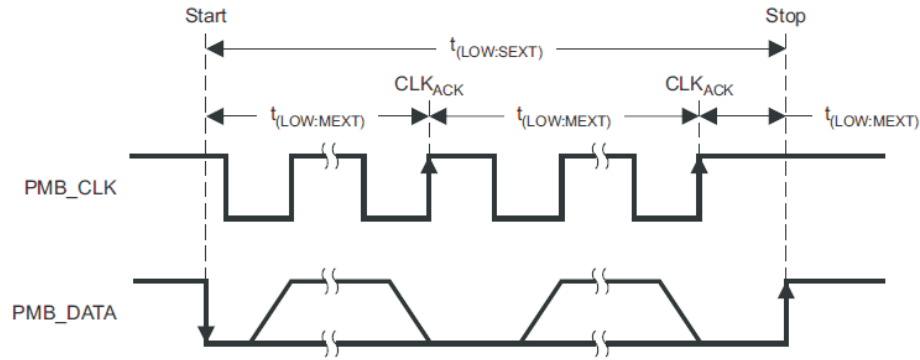 Start
Stop
t(LOW:SEXT)
CLKACK
CLKACK
t(LOW:MEXT)
t(LOW:MEXT)
t(LOW:MEXT)
PMB_CLK
PMB_DATA